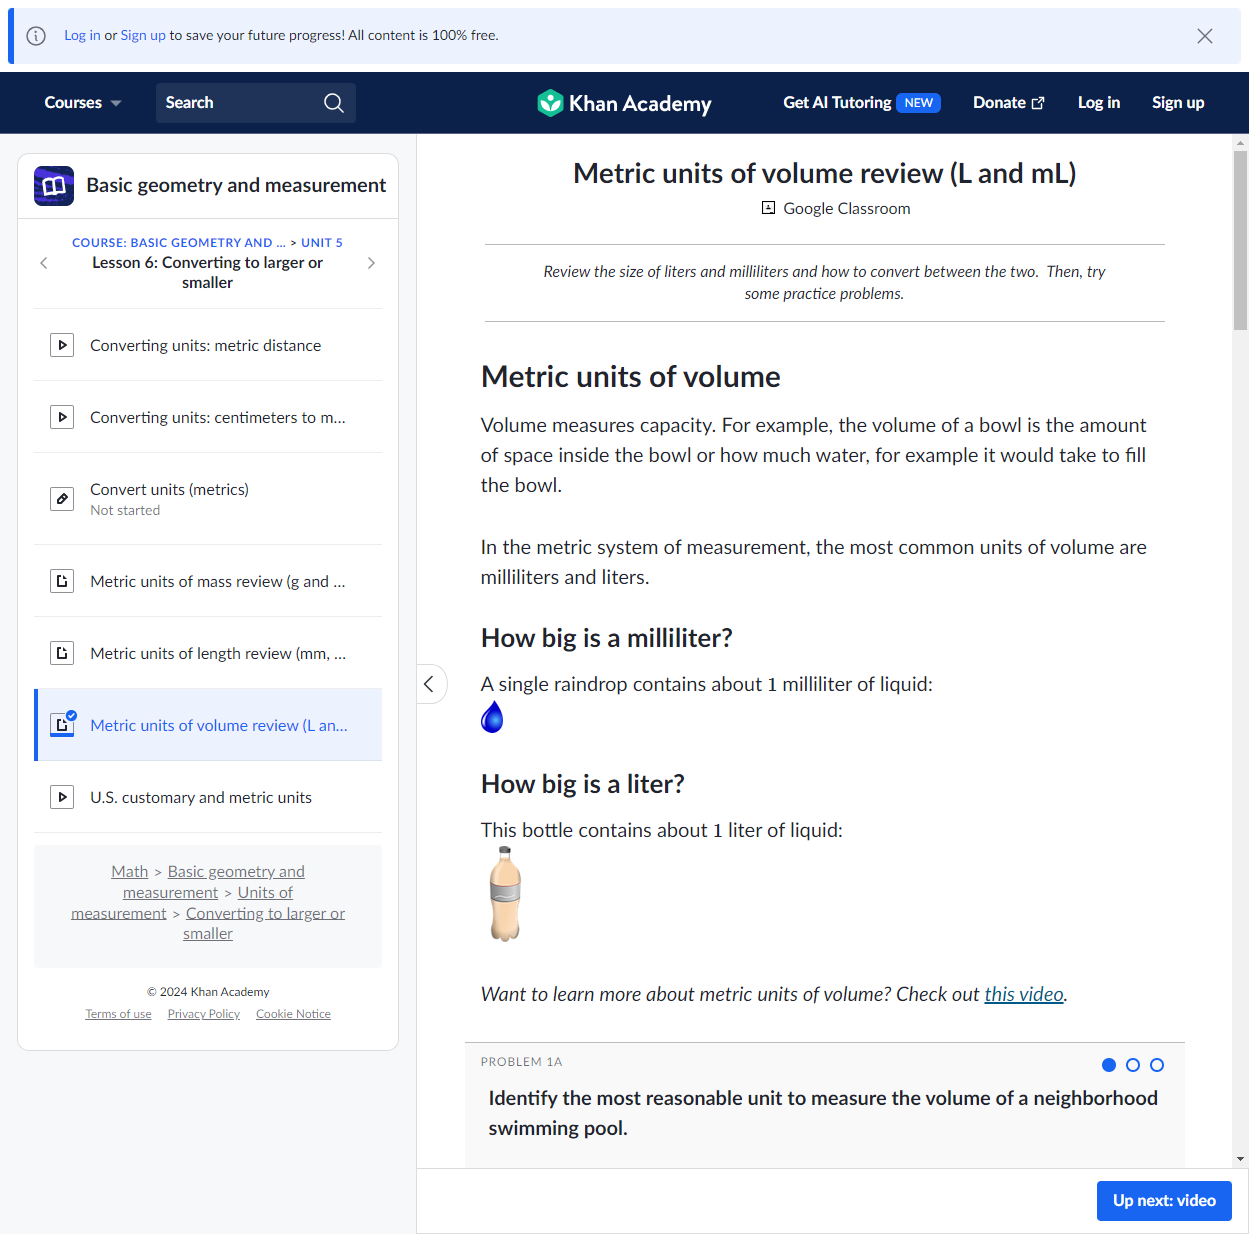 Log in or Sign up to save your future progress! All content is 100% free.
Courses
Search
Khan Academy
Get AI Tutoring NEW
Donate
Log in
Sign up
Basic geometry and measurement
COURSE: BASIC GEOMETRY AND ... > UNIT 5
Lesson 6: Converting to larger or
smaller
Converting units: metric distance
Converting units: centimeters to m...
Convert units (metrics)
Not started
Metric units of mass review (g and ...
Metric units of length review (mm, ...
Metric units of volume review (L an...
U.S. customary and metric units
Math > Basic geometry and
measurement > Units of
measurement > Converting to larger or
smaller
© 2024 Khan Academy
Terms of use Privacy Policy Cookie Notice
Metric units of volume review (L and mL)
Google Classroom
Review the size of liters and milliliters and how to convert between the two. Then, try
some practice problems.
Metric units of volume
Volume measures capacity. For example, the volume of a bowl is the amount
of space inside the bowl or how much water, for example it would take to fill
the bowl.
In the metric system of measurement, the most common units of volume are
milliliters and liters.
How big is a milliliter?
A single raindrop contains about 1 milliliter of liquid:
How big is a liter?
This bottle contains about 1 liter of liquid:
Want to learn more about metric units of volume? Check out this video.
PROBLEM 1A
Identify the most reasonable unit to measure the volume of a neighborhood
swimming pool.
Up next: video